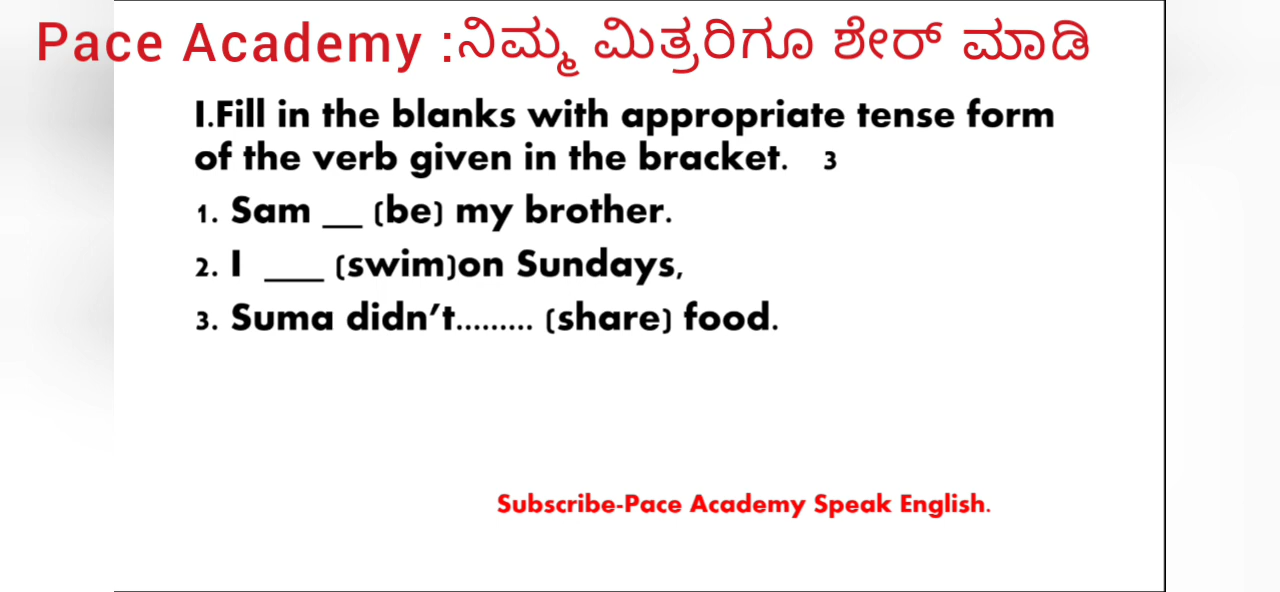 Pace Academy :ನಿಮ್ಮ ಮಿತ್ರರಿಗೂ ಶೇರ್ ಮಾಡಿ
I.Fill in the blanks with appropriate tense form
of the verb given in the bracket. 3
1. Sam __ (be) my brother.
2. I ___ (swim)on Sundays,
3. Suma didn't......... (share) food.
Subscribe-Pace Academy Speak English.